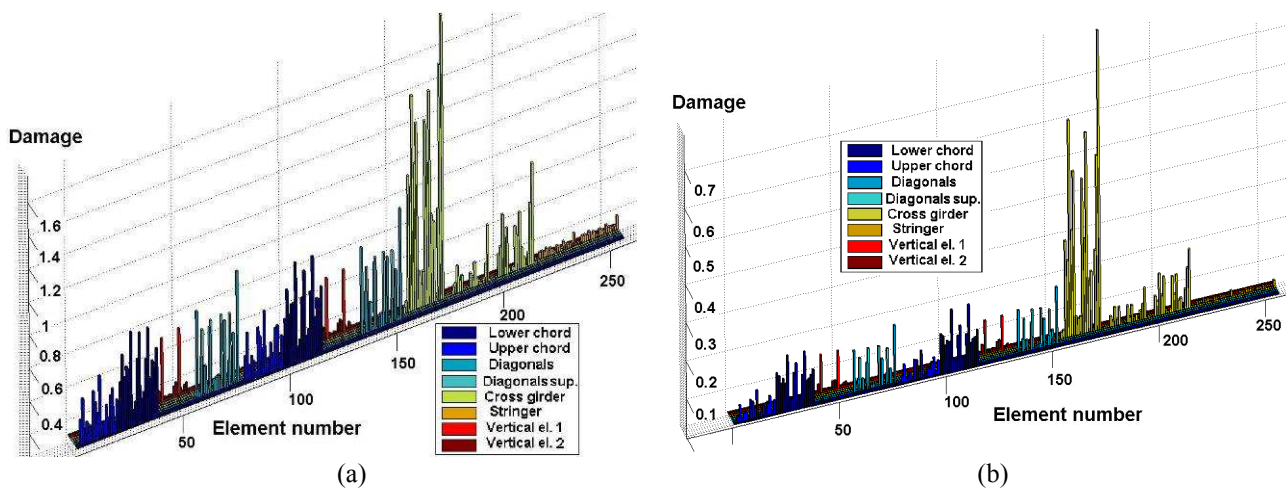 Damage
1.6
1.4
1.2
1
0.8
0.6
0.4
50
100
150
200
250
Element number
Lower chord
Upper chord
Diagonals
Diagonals sup.
Cross girder
Stringer
Vertical el. 1
Vertical el. 2
(a)
Damage
0.7
0.6
0.5
0.4
0.3
0.2
0.1
50
100
150
200
250
Element number
Lower chord
Upper chord
Diagonals
Diagonals sup.
Cross girder
Stringer
Vertical el. 1
Vertical el. 2
(b)